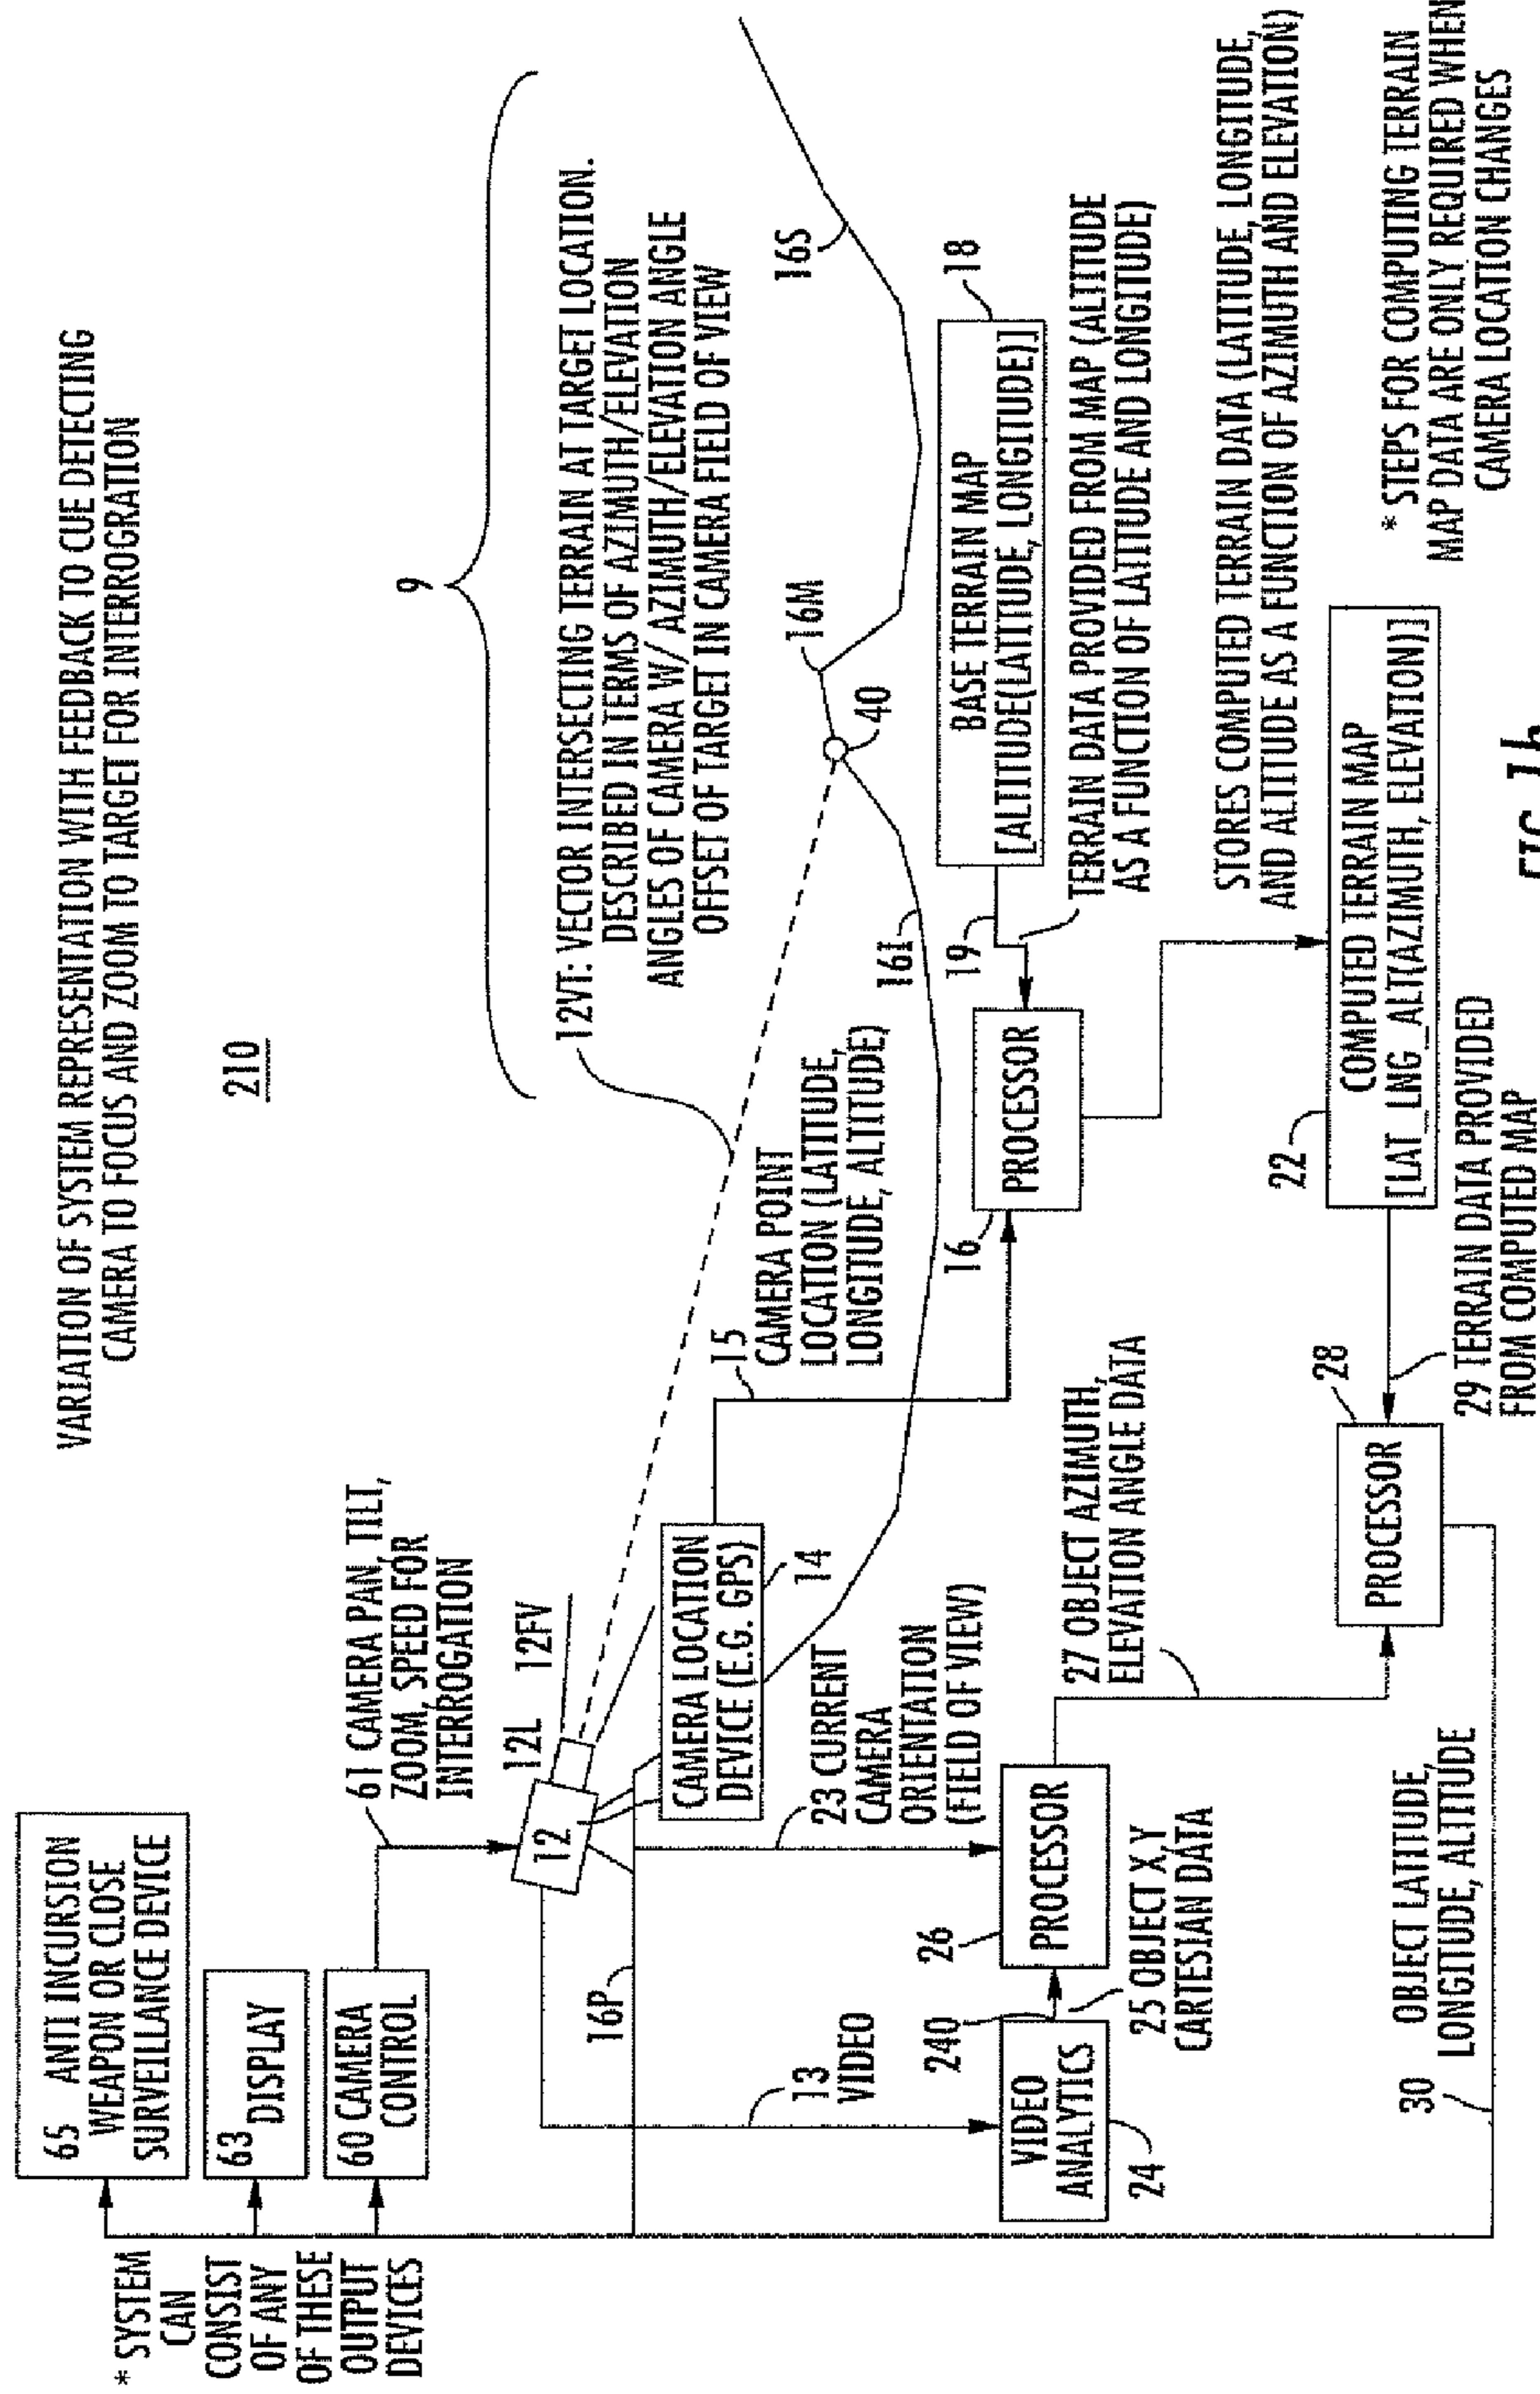 VARIATION OF SYSTEM REPRESENTATION WITH FEEDBACK TO CUE DETECTING
CAMERA TO FOCUS AND ZOOM TO TARGET FOR INTERROGRATION
210
9
* SYSTEM
CAN
CONSIST
OF ANY
OF THESE
OUTPUT
DEVICES
65 ANTI INCURSION
WEAPON OR CLOSE
SURVEILLANCE DEVICE
63
DISPLAY
60 CAMERA
CONTROL
61 CAMERA PAN, TILT,
ZOOM, SPEED FOR
INTERROGATION
12
12L
12FV
12VT: VECTOR INTERSECTING TERRAIN AT TARGET LOCATION.
DESCRIBED IN TERMS OF AZIMUTH/ELEVATION
ANGLES OF CAMERA W/ AZIMUTH/ELEVATION ANGLE
OFFSET OF TARGET IN CAMERA FIELD OF VIEW
16P
CAMERA LOCATION
DEVICE (E.G. GPS)
14
15
CAMERA POINT
LOCATION (LATITUDE,
LONGITUDE, ALTITUDE)
16I
40
16M
16S
13
VIDEO
23 CURRENT
CAMERA
ORIENTATION
(FIELD OF VIEW)
16
PROCESSOR
19
BASE TERRAIN MAP
[ALTITUDE(LATITUDE, LONGITUDE)]
18
TERRAIN DATA PROVIDED FROM MAP (ALTITUDE
AS A FUNCTION OF LATITUDE AND LONGITUDE)
VIDEO
ANALYTICS
24
240
25 OBJECT X,Y
CARTESIAN DATA
26
PROCESSOR
27 OBJECT AZIMUTH,
ELEVATION ANGLE DATA
STORES COMPUTED TERRAIN DATA (LATITUDE, LONGITUDE,
AND ALTITUDE AS A FUNCTION OF AZIMUTH AND ELEVATION)
22
COMPUTED TERRAIN MAP
[LAT_LNG_ALT(AZIMUTH, ELEVATION)]
28
PROCESSOR
29 TERRAIN DATA PROVIDED
FROM COMPUTED MAP
30
OBJECT LATITUDE,
LONGITUDE, ALTITUDE
* STEPS FOR COMPUTING TERRAIN
MAP DATA ARE ONLY REQUIRED WHEN
CAMERA LOCATION CHANGES
FIG. 1b